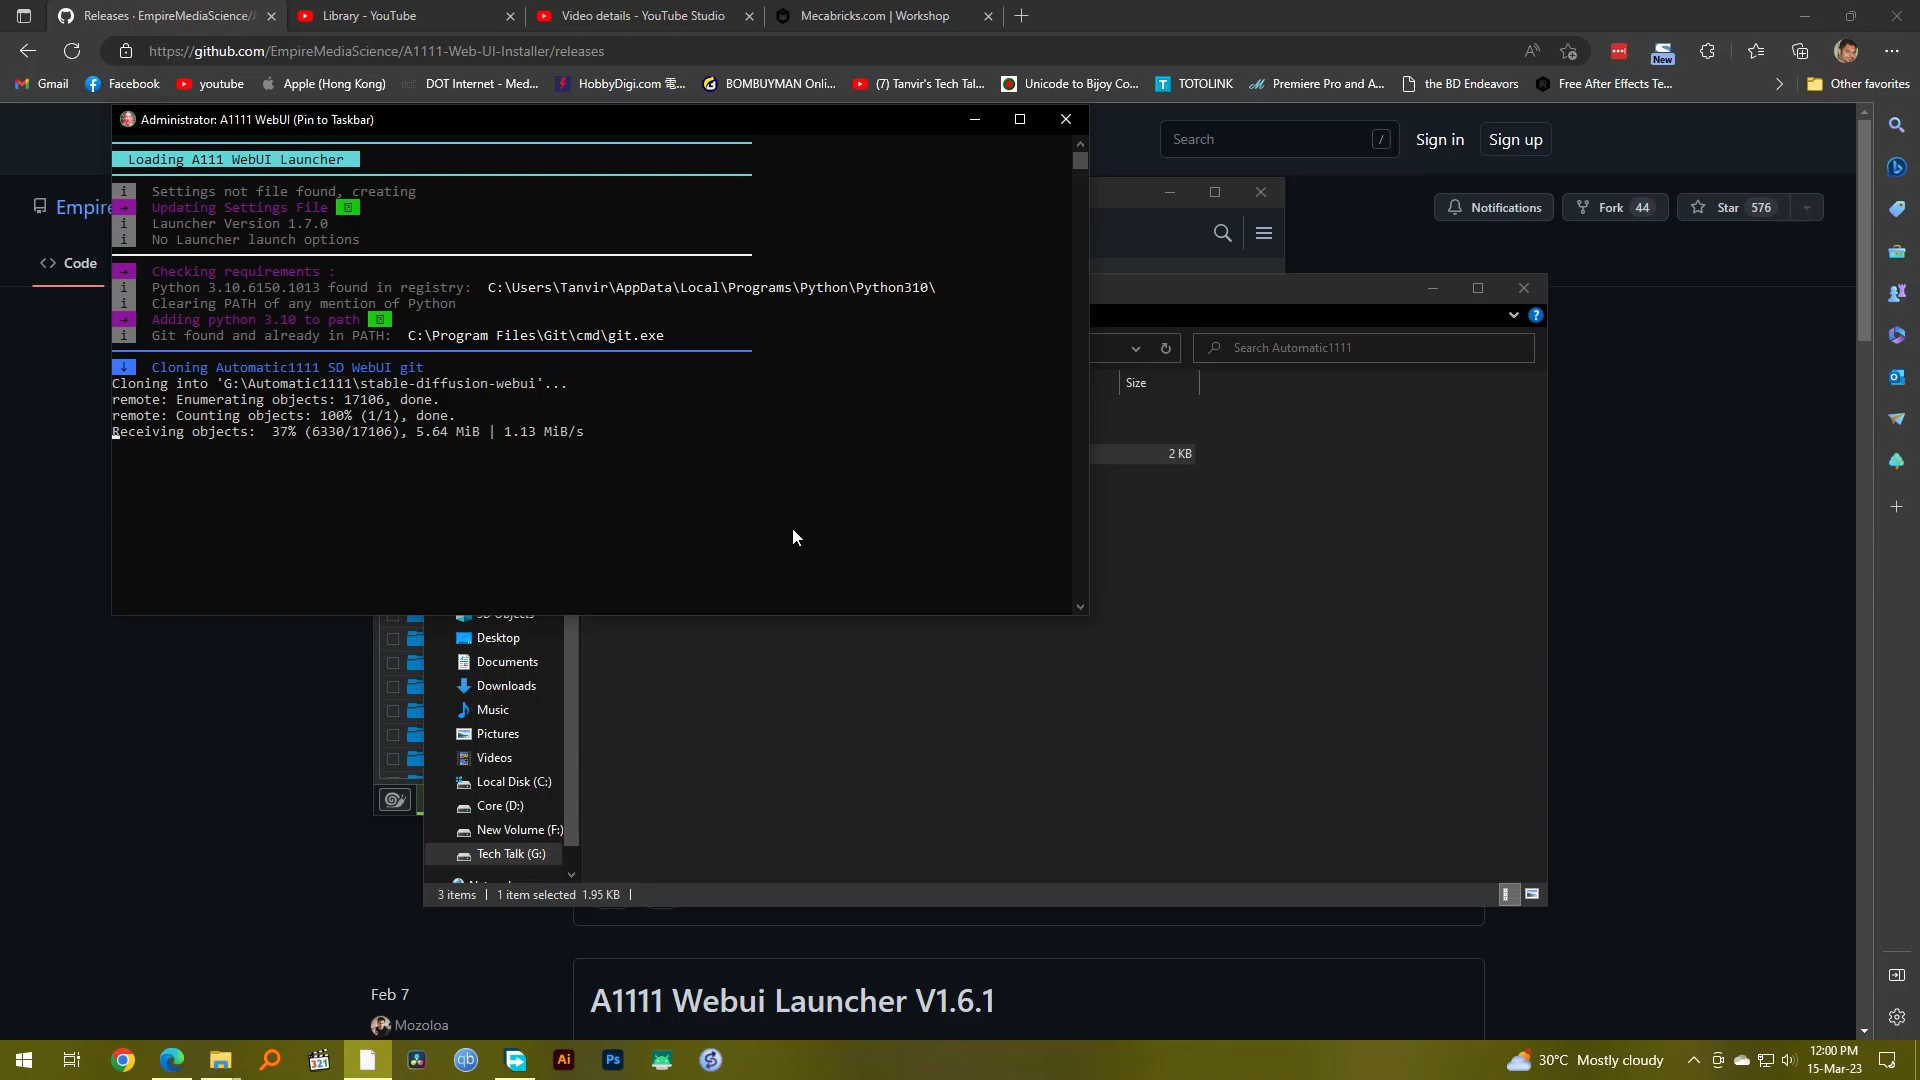 Releases · EmpireMediaScience/
Library - YouTube
Video details - YouTube Studio
Mecabricks.com | Workshop
https://github.com/EmpireMediaScience/A1111-Web-UI-Installer/releases
New
Gmail
Facebook
youtube
Apple (Hong Kong)
DOT Internet - Med...
HobbyDigi.com 電...
BOMBUYMAN Onli...
(7) Tanvir's Tech Tal...
Unicode to Bijoy Co...
TOTOLINK
Premiere Pro and A...
the BD Endeavors
Free After Effects Te...
Other favorites
Administrator: A1111 WebUI (Pin to Taskbar)
Search
/
Sign in
Sign up
Loading A111 WebUI Launcher
i Settings not file found, creating
→ Updating Settings File
i Launcher Version 1.7.0
i No Launcher launch options
Empire
Notifications
Fork 44
Star 576
Code
→ Checking requirements :
i Python 3.10.6150.1013 found in registry: C:\Users\Tanvir\AppData\Local\Programs\Python\Python310\
i Clearing PATH of any mention of Python
→ Adding python 3.10 to path
i Git found and already in PATH: C:\Program Files\Git\cmd\git.exe
↓ Cloning Automatic1111 SD WebUI git
Cloning into 'G:\Automatic1111\stable-diffusion-webui'...
remote: Enumerating objects: 17106, done.
remote: Counting objects: 100% (1/1), done.
Receiving objects: 37% (6330/17106), 5.64 MiB | 1.13 MiB/s
Search Automatic1111
Size
2 KB
3D Objects
Desktop
Documents
Downloads
Music
Pictures
Videos
Local Disk (C:)
Core (D:)
New Volume (F:)
Tech Talk (G:)
3 items
1 item selected 1.95 KB
Feb 7
Mozoloa
A1111 Webui Launcher V1.6.1
321
qb
Ai
Ps
30°C Mostly cloudy
12:00 PM
15-Mar-23